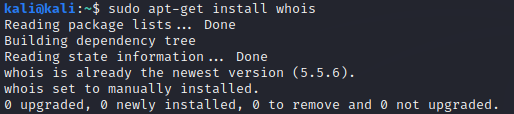 kali@kali:~$ sudo apt-get install whois
Reading package lists... Done
Building dependency tree
Reading state information... Done
whois is already the newest version (5.5.6).
whois set to manually installed.
0 upgraded, 0 newly installed, 0 to remove and 0 not upgraded.